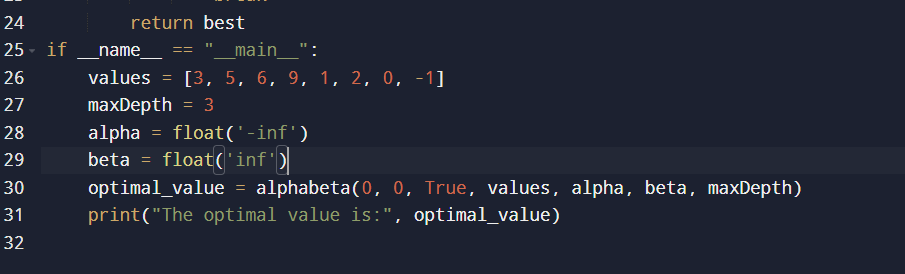 24 return best
25 if __name__ == "__main__":
26 values = [3, 5, 6, 9, 1, 2, 0, -1]
27 maxDepth = 3
28 alpha = float('-inf')
29 beta = float('inf')
30 optimal_value = alphabeta(0, 0, True, values, alpha, beta, maxDepth)
31 print("The optimal value is:", optimal_value)
32